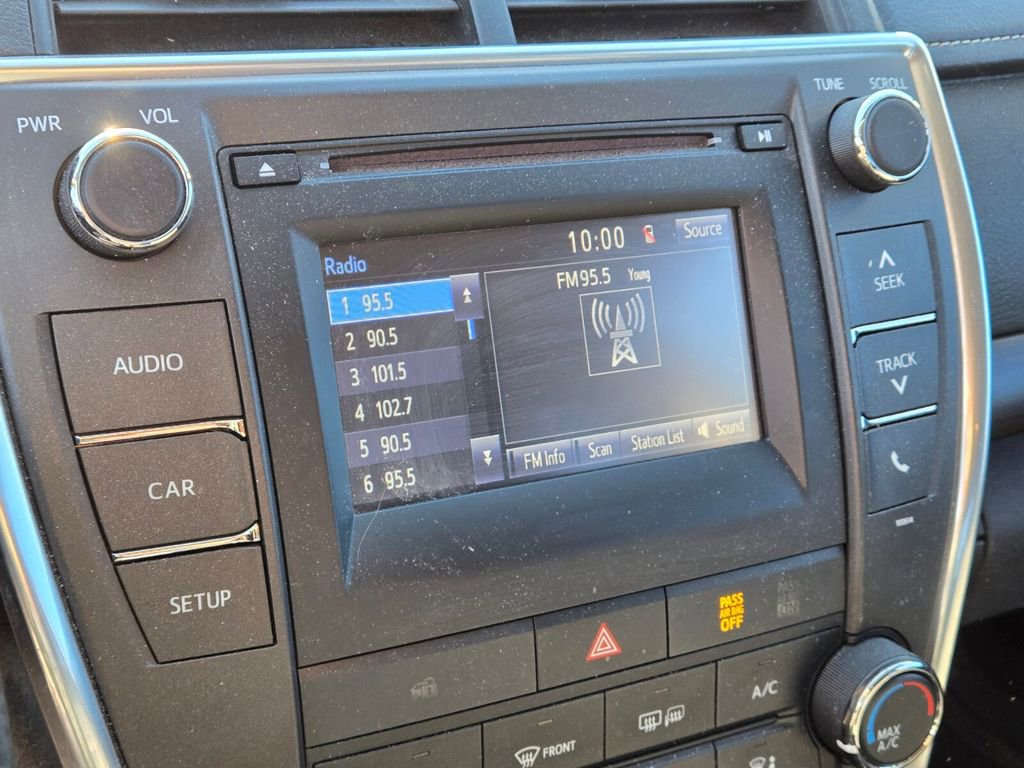 PWR
VOL
TUNE
SCROLL
Radio
10:00
Source
1 95.5
2 90.5
3 101.5
4 102.7
5 90.5
6 95.5
FM95.5 Young
FM Info
Scan
Station List
Sound
AUDIO
CAR
SETUP
SEEK
TRACK
PASS
AIR BAG
OFF
PASS
ON
FRONT
A/C
MAX
A/C